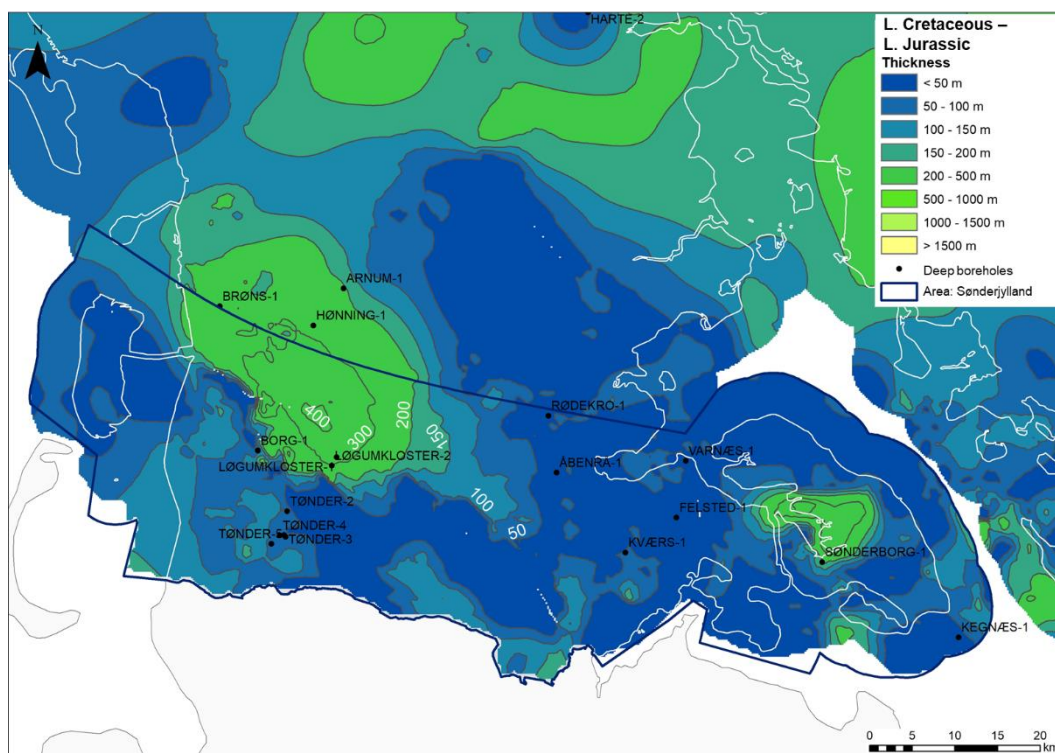 HARTE-2
N
L. Cretaceous –
L. Jurassic
Thickness
< 50 m
50 - 100 m
100 - 150 m
150 - 200 m
200 - 500 m
500 - 1000 m
1000 - 1500 m
> 1500 m
Deep boreholes
Area: Sønderjylland
ARNUM-1
BRØNS-1
HØNNING-1
400
300
200
150
RØDEKRO-1
BORG-1
LØGUMKLOSTER-2
LØGUMKLOSTER-1
ÅBENRÅ-1
VARNÆS-1
100
50
TØNDER-2
FELSTED-1
TØNDER-4
TØNDER-3
KVÆRS-1
SØNDERBORG-1
KEGNÆS-1
0 5 10 15 20
km